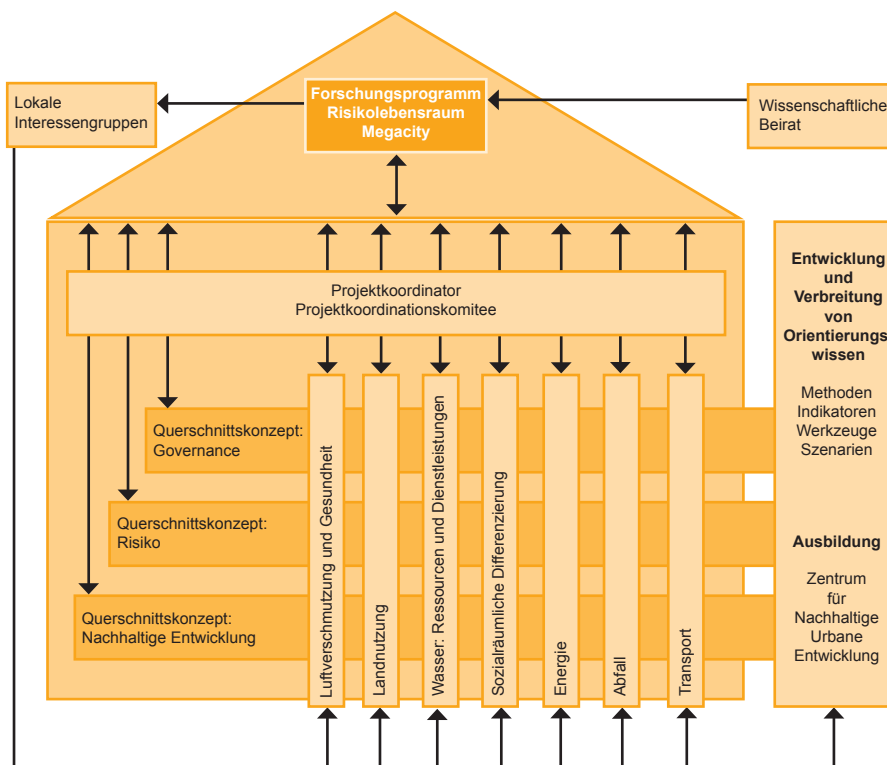 Forschungsprogramm
Risikolebensraum
Megacity
Lokale
Interessengruppen
Wissenschaftlicher
Beirat
Projektkoordinator
Projektkoordinationskomitee
Querschnittskonzept:
Governance
Querschnittskonzept:
Risiko
Querschnittskonzept:
Nachhaltige Entwicklung
Luftverschmutzung und Gesundheit
Landnutzung
Wasser: Ressourcen und Dienstleistungen
Sozialräumliche Differenzierung
Energie
Abfall
Transport
Entwicklung
und
Verbreitung
von
Orientierungs-
wissen
Methoden
Indikatoren
Werkzeuge
Szenarien
Ausbildung
Zentrum
für
Nachhaltige
Urbane
Entwicklung